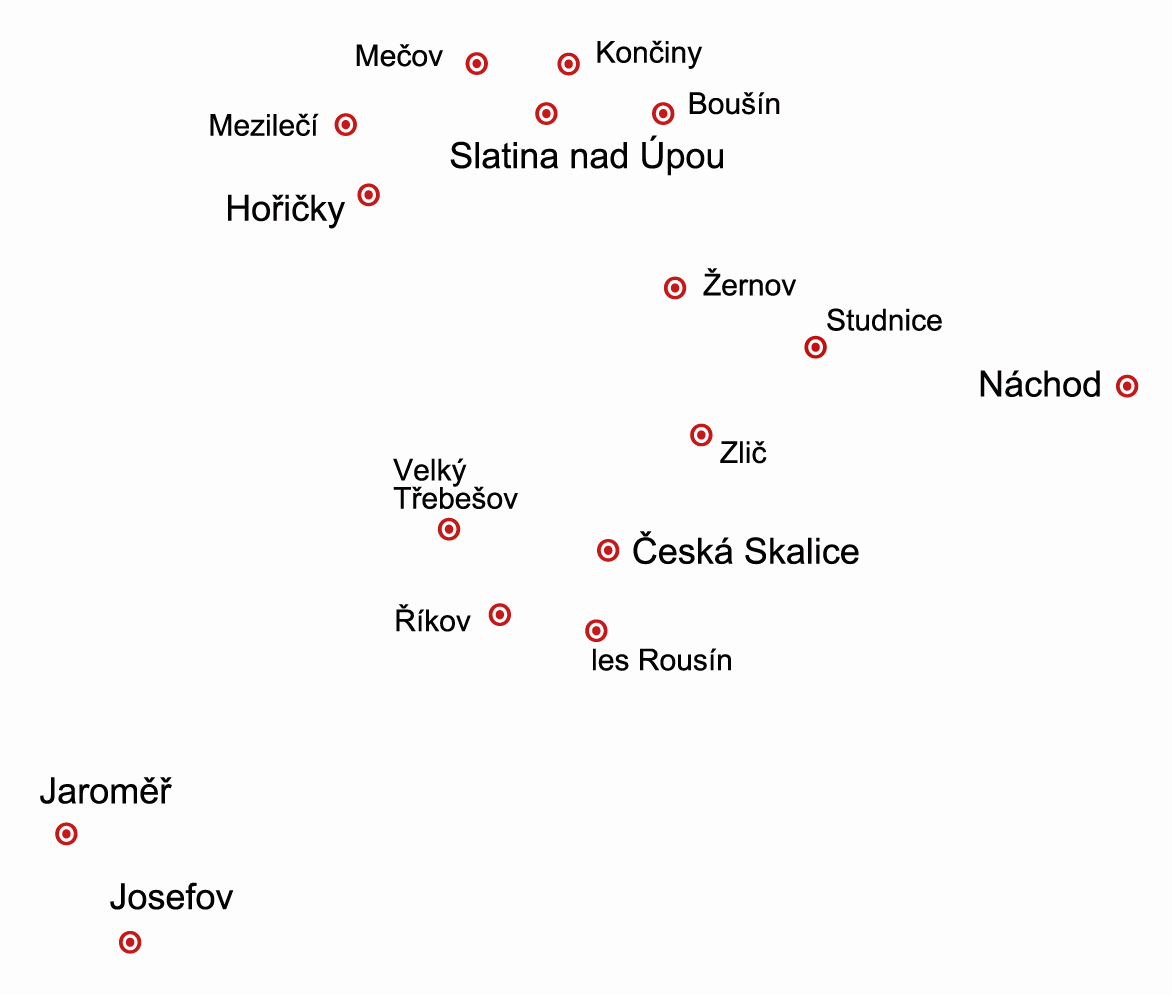 Mečov
Končiny
Boušín
Mezilečí
Slatina nad Úpou
Hořičky
Žernov
Studnice
Náchod
Zlič
Velký
Třebešov
Česká Skalice
Říkov
les Rousín
Jaroměř
Josefov